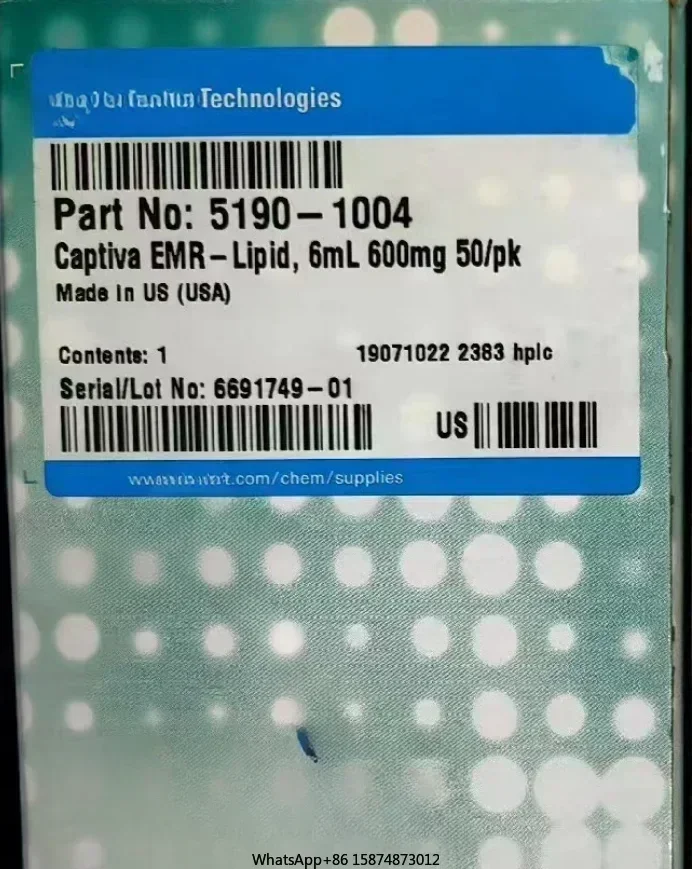 Technologies
Part No: 5190-1004
Captiva EMR-Lipid, 6mL 600mg 50/pk
Made in US (USA)
Contents: 1 19071022 2383 hplc
Serial/Lot No: 6691749-01
US
.com/chem/supplies
WhatsApp+86 15874873012